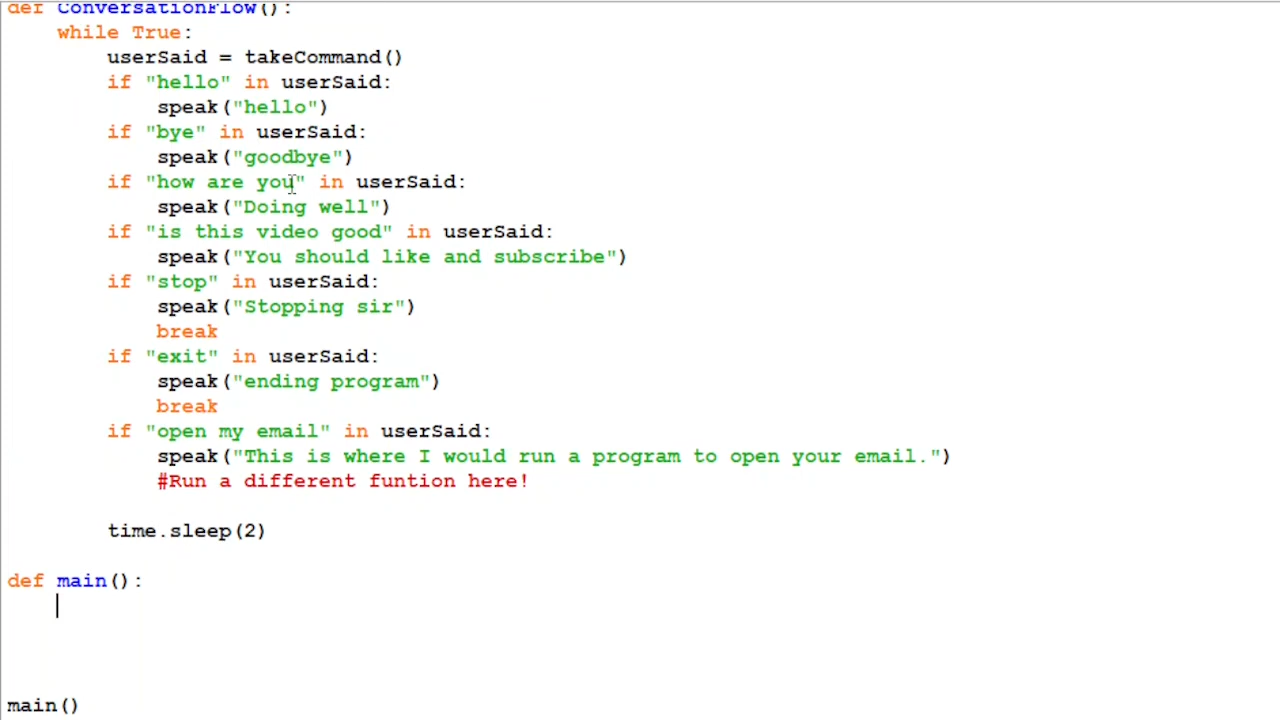 def ConversationFlow():
    while True:
        userSaid = takeCommand()
        if "hello" in userSaid:
            speak("hello")
        if "bye" in userSaid:
            speak("goodbye")
        if "how are you" in userSaid:
            speak("Doing well")
        if "is this video good" in userSaid:
            speak("You should like and subscribe")
        if "stop" in userSaid:
            speak("Stopping sir")
            break
        if "exit" in userSaid:
            speak("ending program")
            break
        if "open my email" in userSaid:
            speak("This is where I would run a program to open your email.")
            #Run a different funtion here!
        time.sleep(2)
def main():
main()